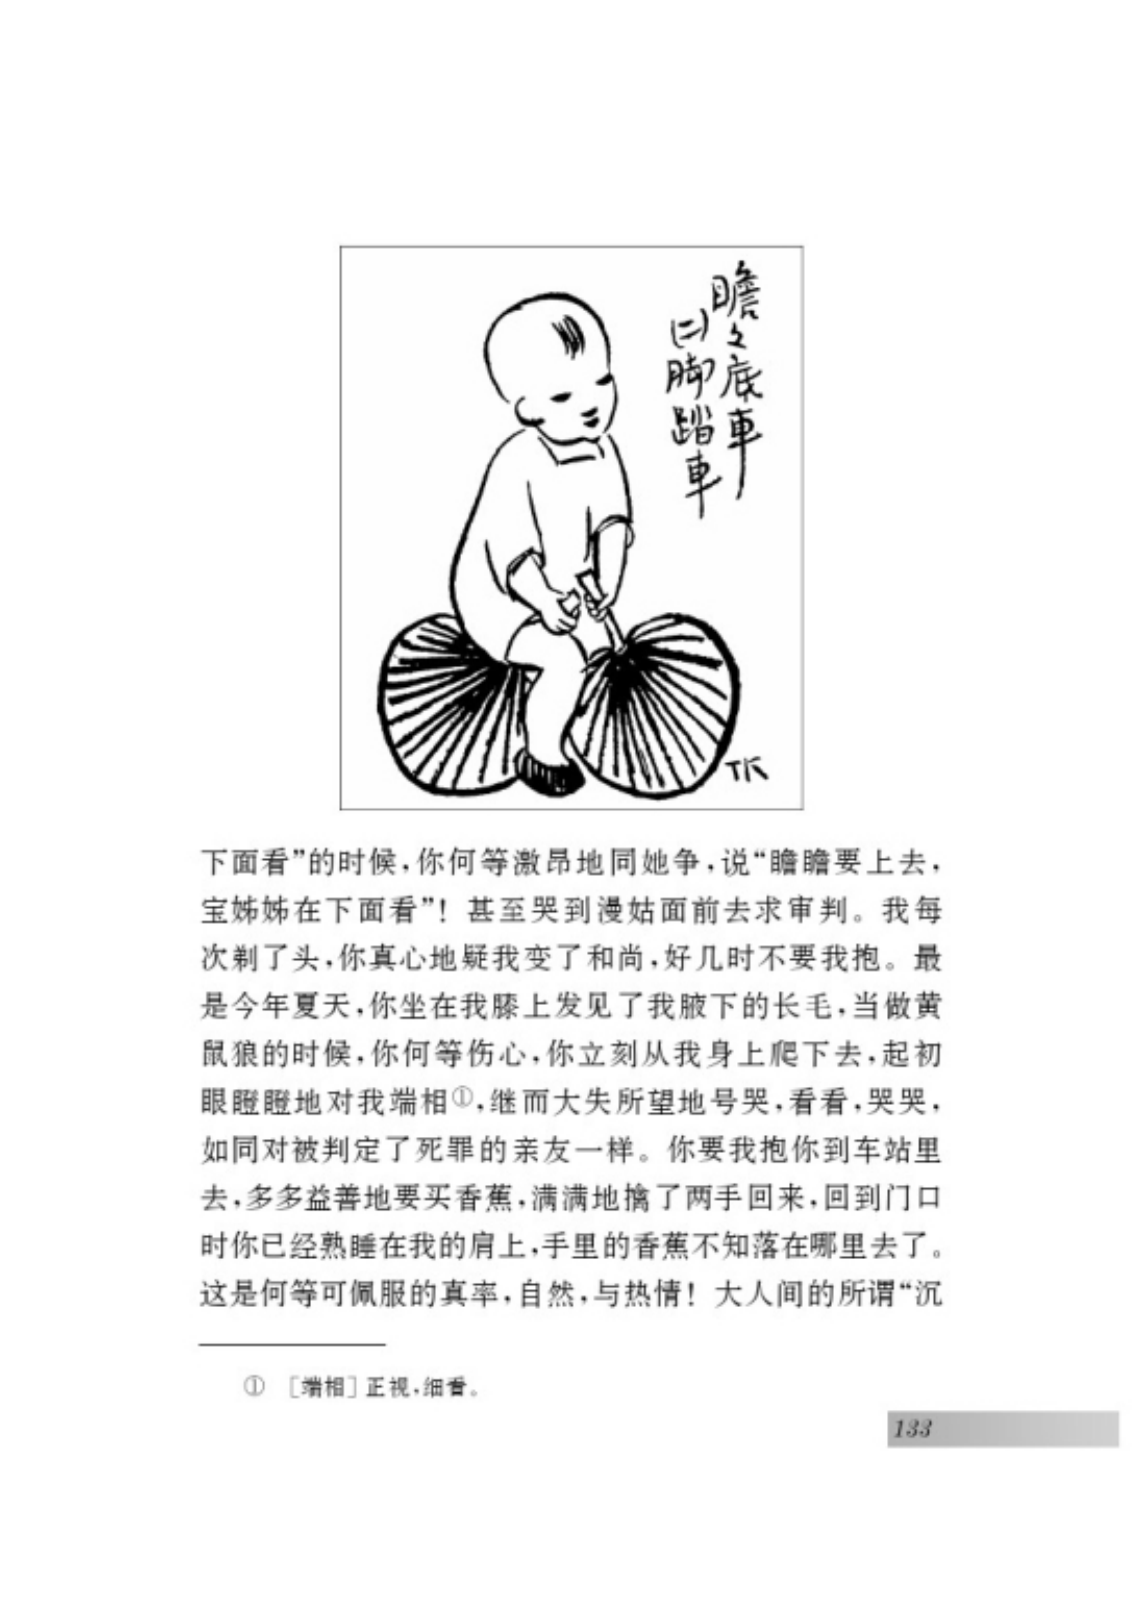 瞻々底車
(二)脚踏車
TK
下面看”的时候,你何等激昂地同她争,说“瞻瞻要上去,
宝姊姊在下面看”!甚至哭到漫姑面前去求审判。我每
次剃了头,你真心地疑我变了和尚,好几时不要我抱。最
是今年夏天,你坐在我膝上发见了我腋下的长毛,当做黄
鼠狼的时候,你何等伤心,你立刻从我身上爬下去,起初
眼瞪瞪地对我端相①,继而大失所望地号哭,看看,哭哭,
如同对被判定了死罪的亲友一样。你要我抱你到车站里
去,多多益善地要买香蕉,满满地擒了两手回来,回到门口
时你已经熟睡在我的肩上,手里的香蕉不知落在哪里去了。
这是何等可佩服的真率,自然,与热情!大人间的所谓“沉
① [端相]正视,细看。
133